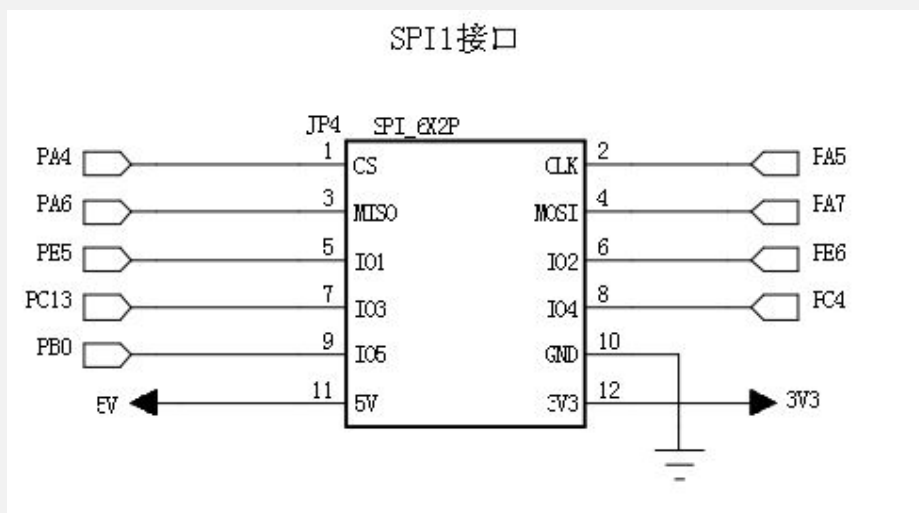 SPI1接口
JP4 SPI_6X2P
PA4 1 CS CLK 2 PA5
PA6 3 MISO MOSI 4 PA7
PE5 5 IO1 IO2 6 PE6
PC13 7 IO3 IO4 8 PC4
PB0 9 IO5 GND 10
5V 11 5V 3V3 12 3V3